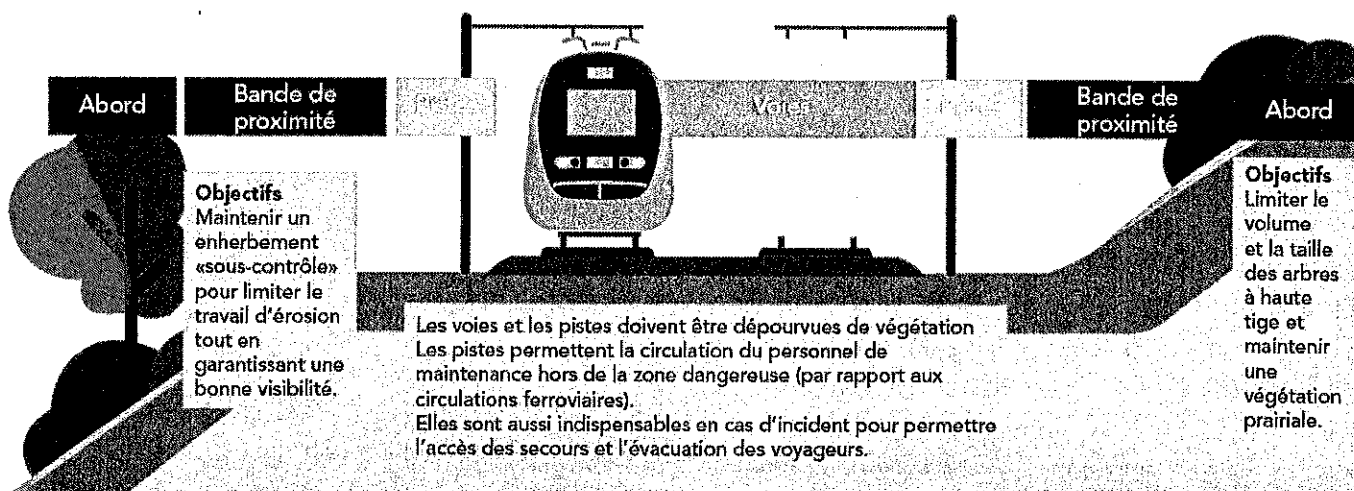 Abord
Bande de
proximité
Voies
Bande de
proximité
Abord
Objectifs
Maintenir un
enherbement
«sous-contrôle»
pour limiter le
travail d'érosion
tout en
garantissant une
bonne visibilité.
Les voies et les pistes doivent être dépourvues de végétation
Les pistes permettent la circulation du personnel de
maintenance hors de la zone dangereuse (par rapport aux
circulations ferroviaires).
Elles sont aussi indispensables en cas d'incident pour permettre
l'accès des secours et l'évacuation des voyageurs.
Objectifs
Limiter le
volume
et la taille
des arbres
à haute
tige et
maintenir
une
végétation
prairiale.